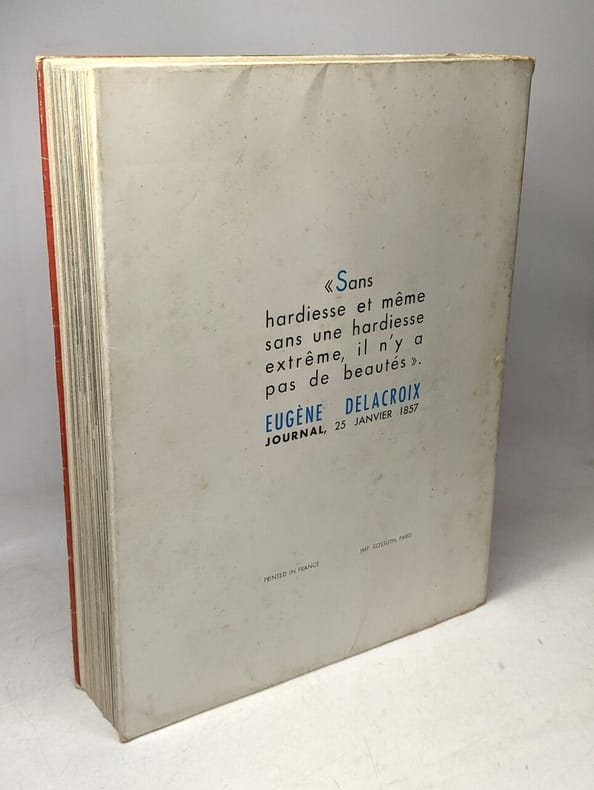 «Sans
hardiesse et même
sans une hardiesse
extrême, il n'y a
pas de beautés».
EUGÈNE DELACROIX
JOURNAL, 25 JANVIER 1857
PRINTED IN FRANCE
IMP. KOSSUTH, PARIS